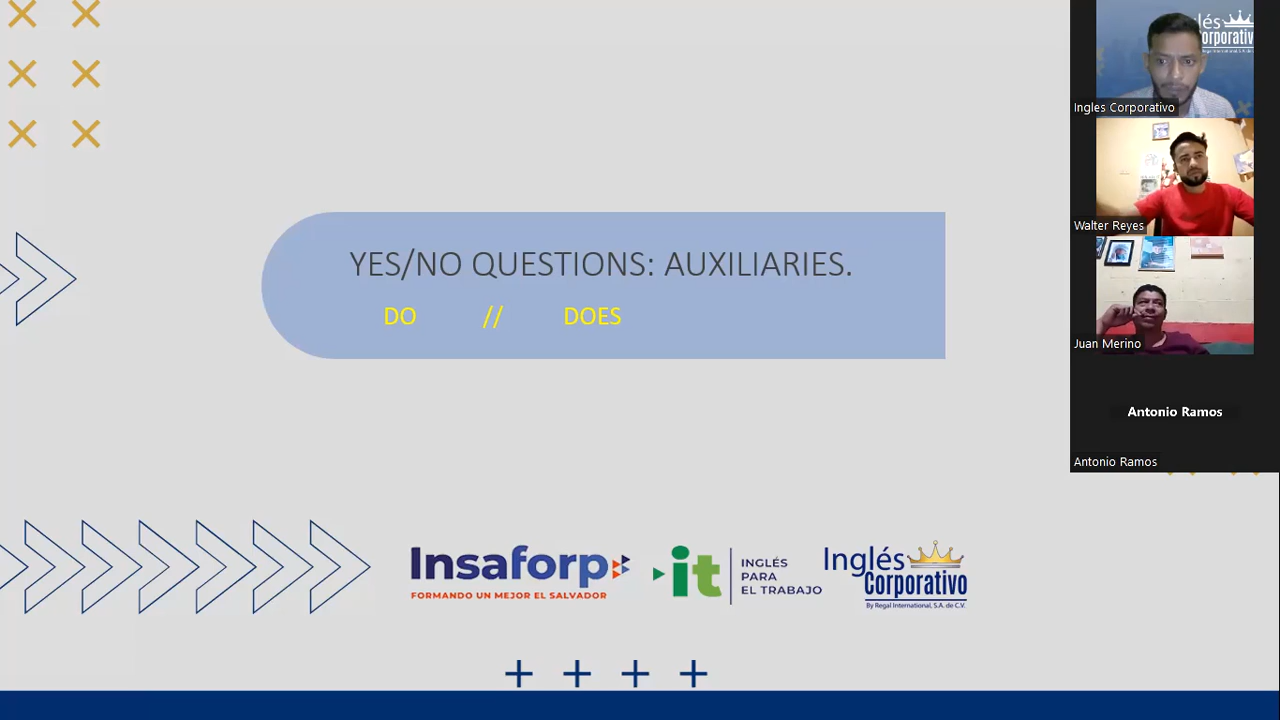 YES/NO QUESTIONS: AUXILIARIES.
DO // DOES
Insaforp
FORMANDO UN MEJOR EL SALVADOR
it
INGLÉS
PARA
EL TRABAJO
Inglés
Corporativo
By Regal International, S.A. de C.V.
Ingles Corporativo
Walter Reyes
Juan Merino
Antonio Ramos
Antonio Ramos